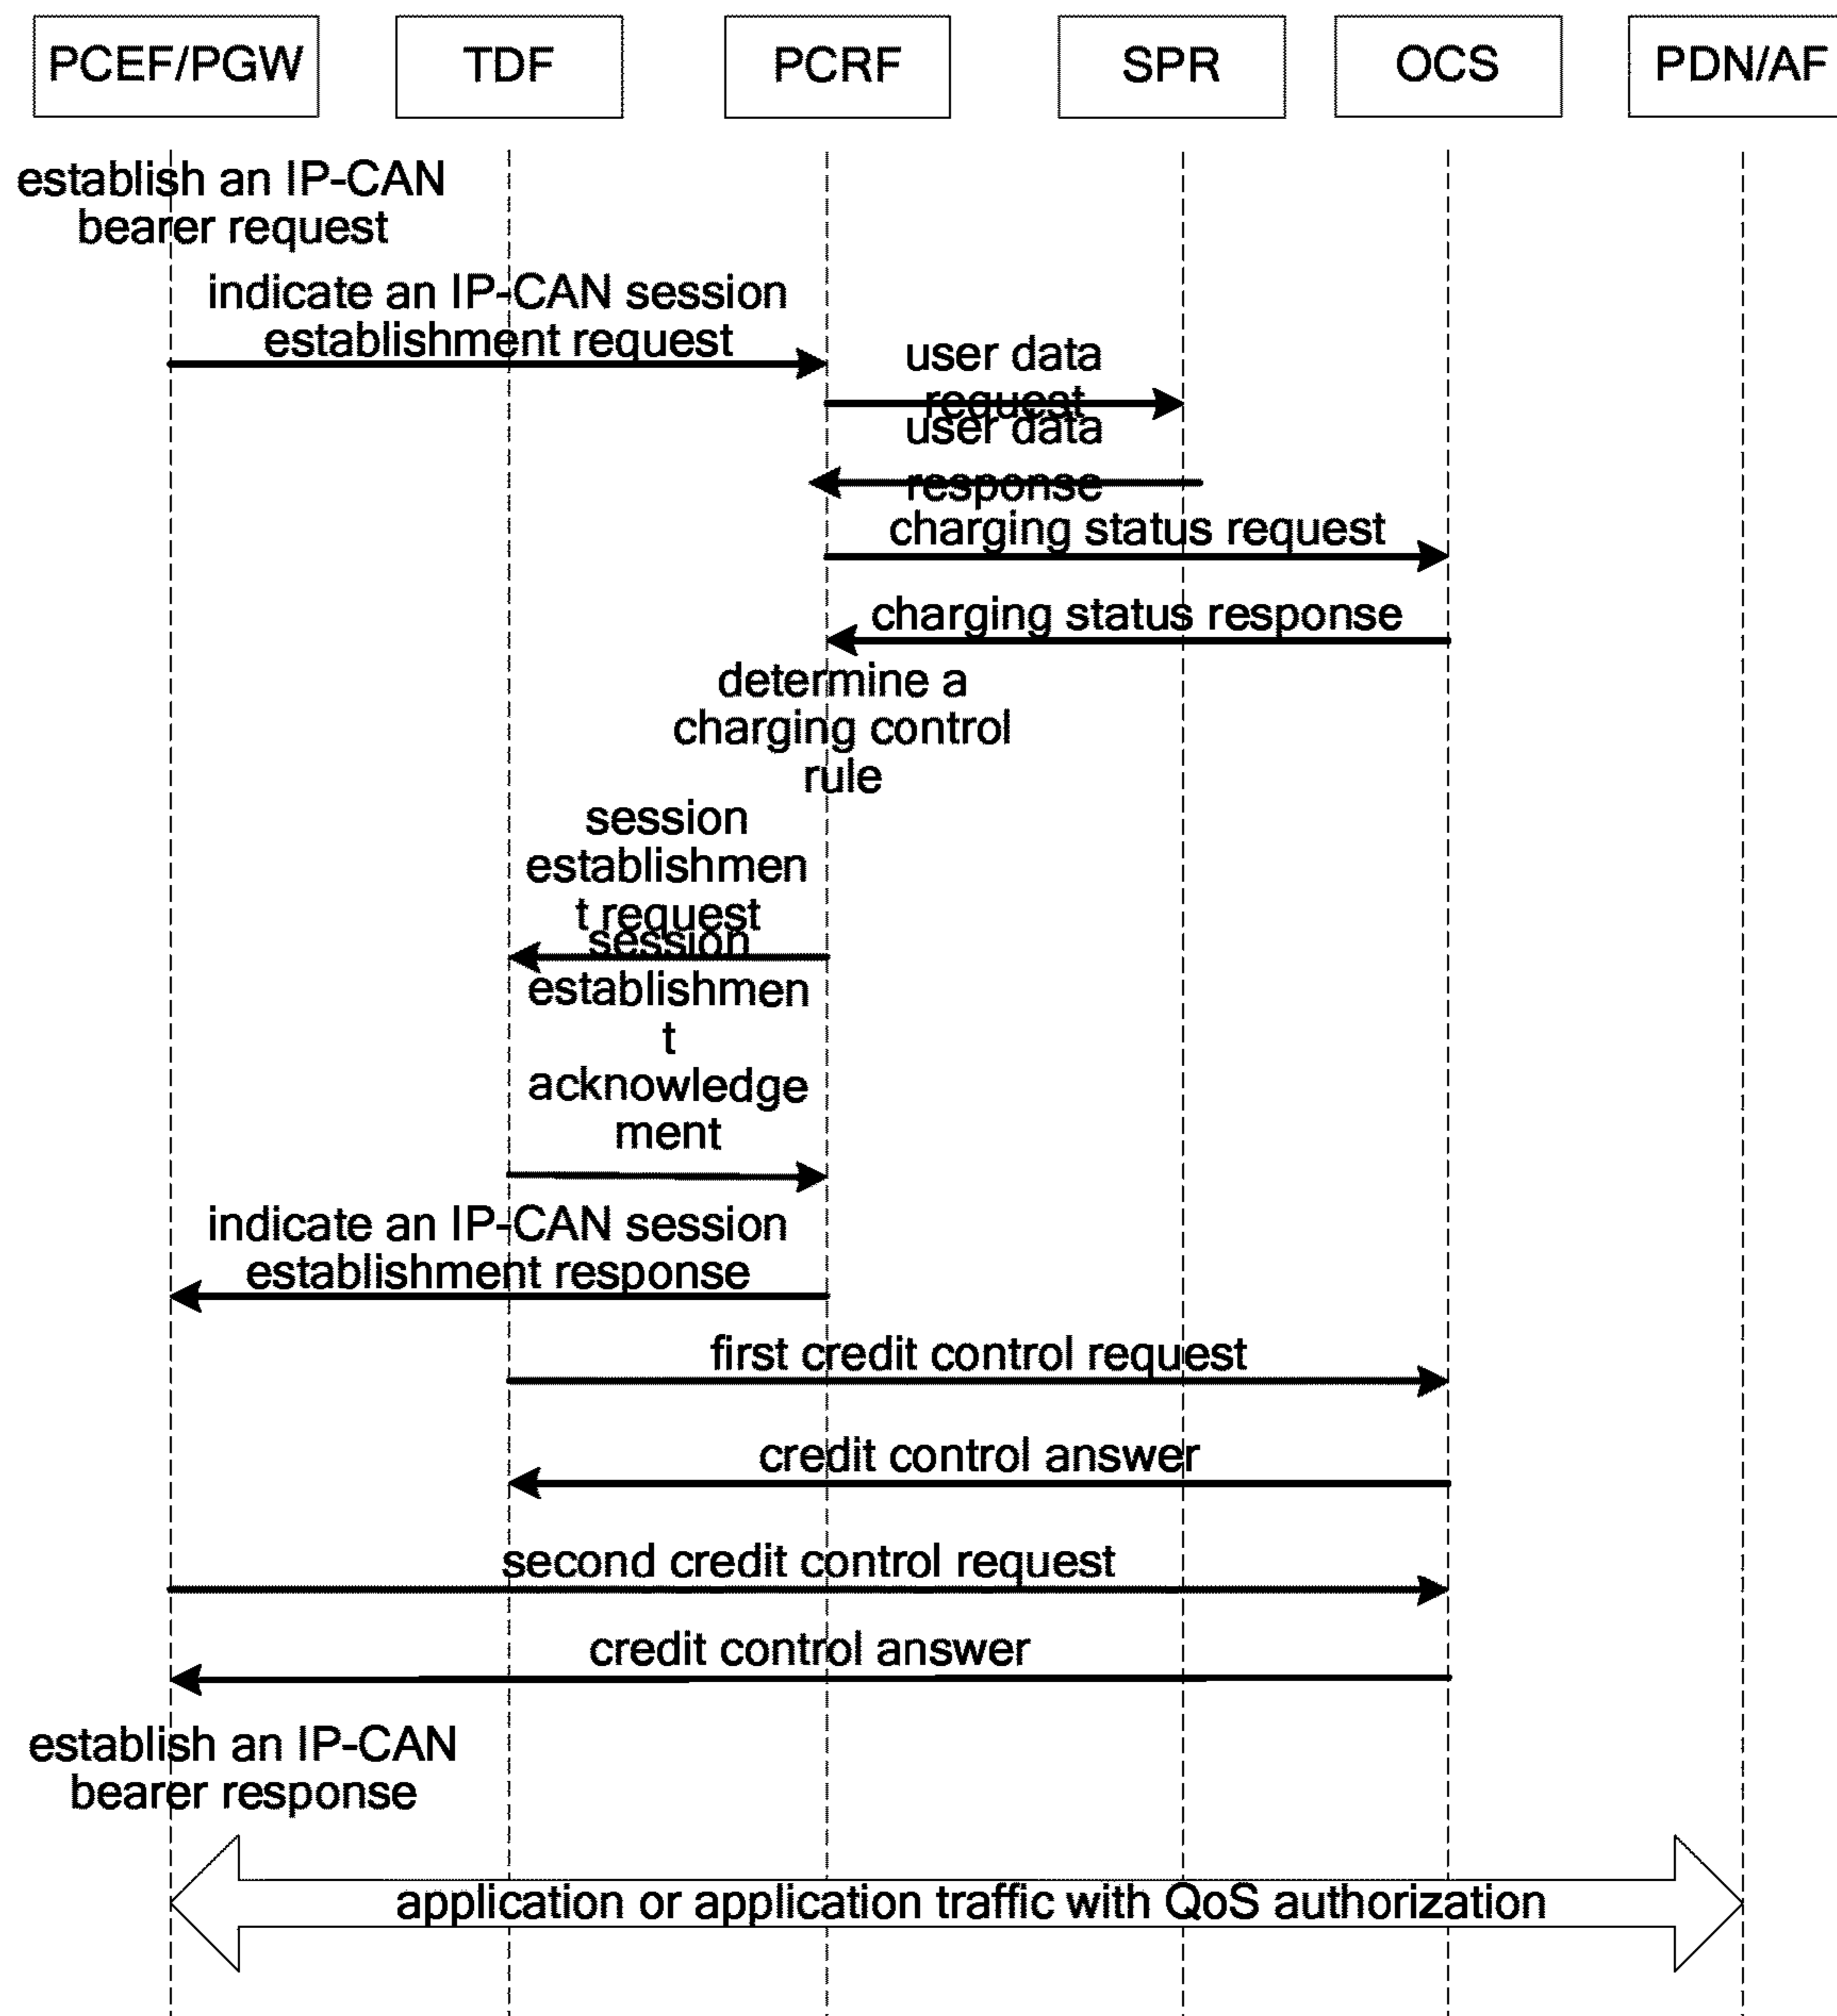 PCEF/PGW
TDF
PCRF
SPR
OCS
PDN/AF
establish an IP-CAN
bearer request
indicate an IP-CAN session
establishment request
user data
request
user data
response
charging status request
charging status response
determine a
charging control
rule
session
establishmen
t request
session
establishmen
t
acknowledge
ment
indicate an IP-CAN session
establishment response
first credit control request
credit control answer
second credit control request
credit control answer
establish an IP-CAN
bearer response
application or application traffic with QoS authorization